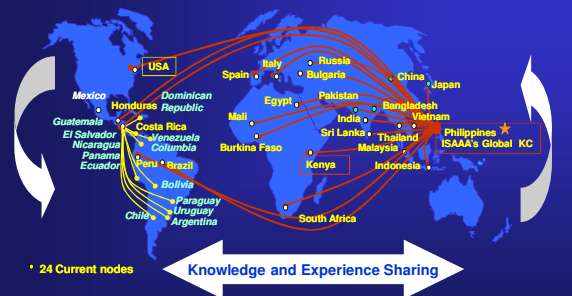 USA
Mexico
Honduras
Dominican
Republic
Guatemala
El Salvador
Nicaragua
Panama
Ecuador
Costa Rica
Venezuela
Columbia
Peru
Brazil
Bolivia
Paraguay
Uruguay
Argentina
Chile
Spain
Italy
Russia
Bulgaria
Egypt
Pakistan
Mali
Burkina Faso
Kenya
South Africa
China
Japan
Bangladesh
India
Vietnam
Sri Lanka
Thailand
Malaysia
Indonesia
Philippines
ISAAA's Global KC
• 24 Current nodes
Knowledge and Experience Sharing